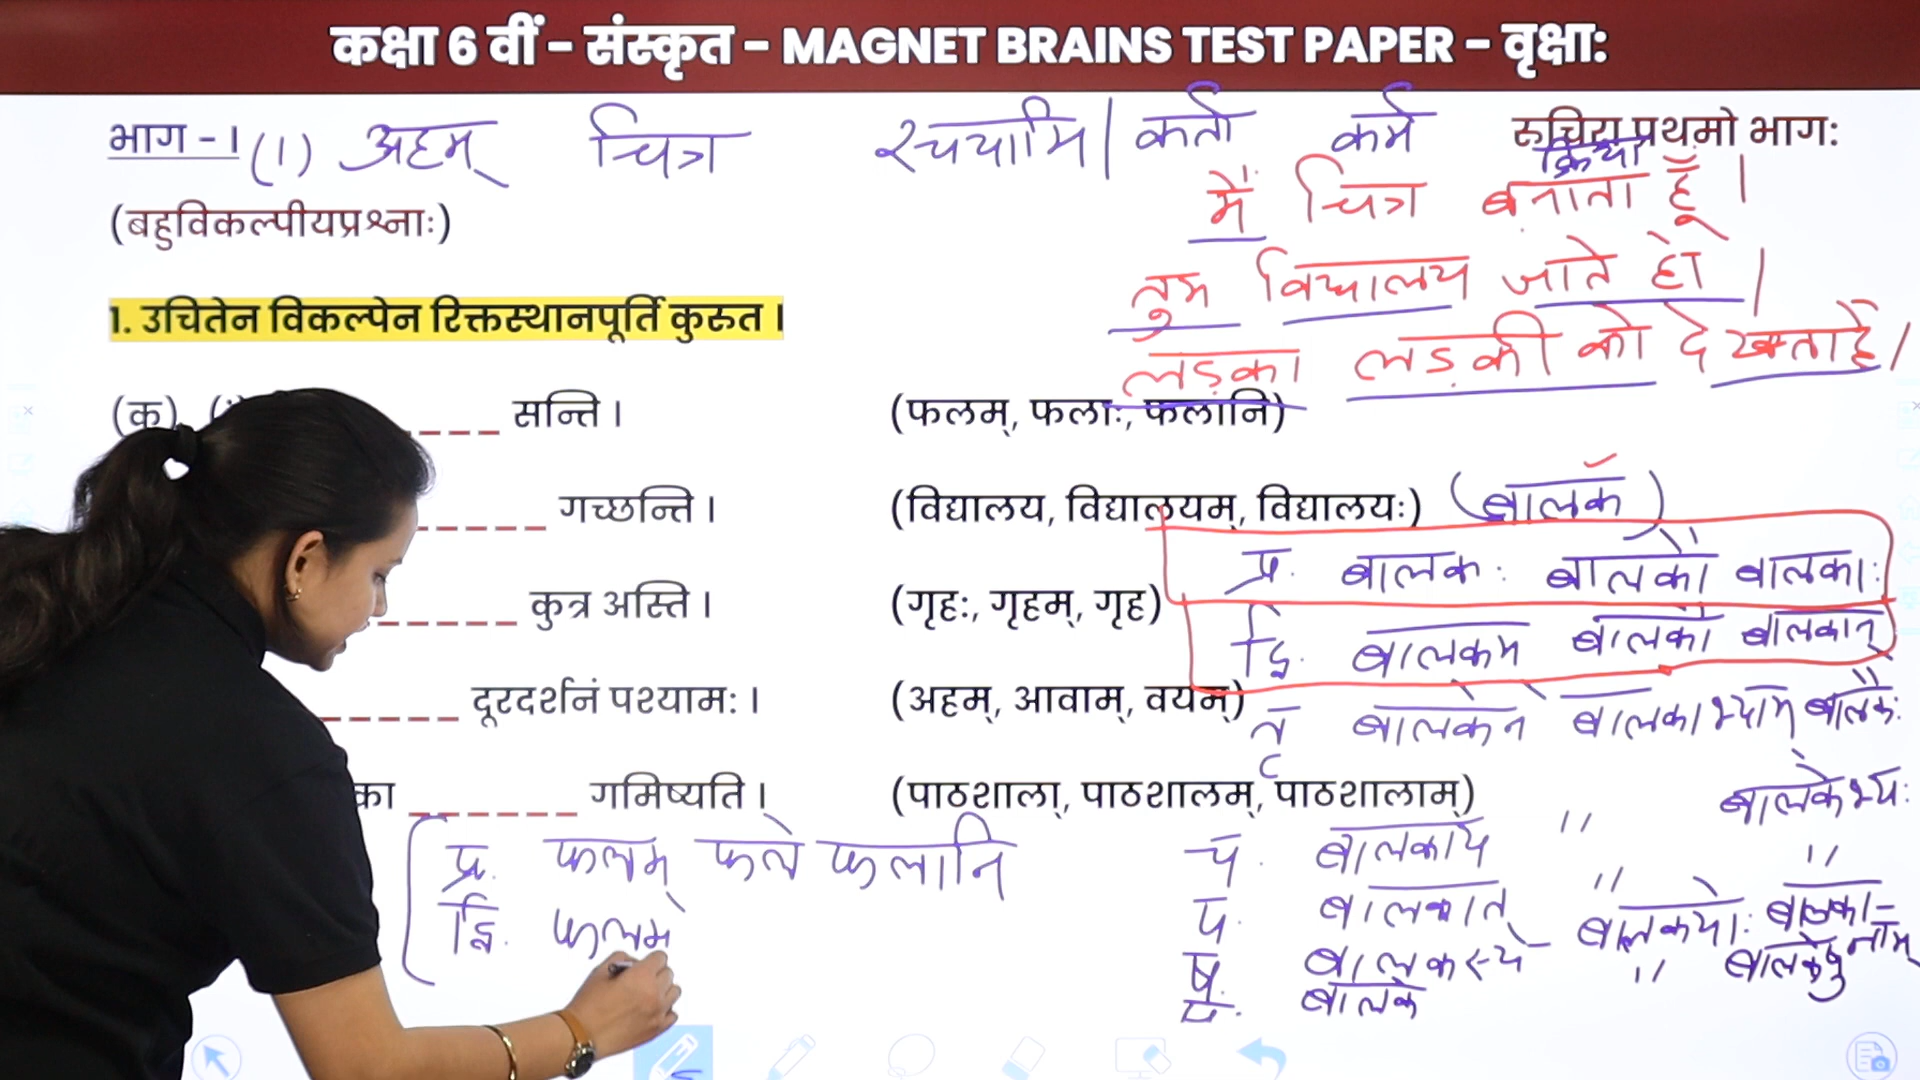 कक्षा 6 वीं - संस्कृत - MAGNET BRAINS TEST PAPER - वृक्षाः
भाग - I (1) अहम् चित्र रचयामि। कर्ता कर्म क्रिया रुचिरा प्रथमो भागः
मैं चित्र बनाता हूँ।
(बहुविकल्पीयप्रश्नाः)
तुम विद्यालय जाते हो।
1. उचितेन विकल्पेन रिक्तस्थानपूर्ति कुरुत।
लड़का लड़की को देखता है।
(क) _ _ _ सन्ति। (फलम्, फलाः, फलानि)
_ _ _ _ _ गच्छन्ति। (विद्यालय, विद्यालयम्, विद्यालयः) (बालक)
प्र. बालकः बालकौ बालकाः
_ _ _ _ _ कुत्र अस्ति। (गृहः, गृहम्, गृह)
द्वि. बालकम बालकौ बालकान्
_ _ _ _ _ दूरदर्शनं पश्यामः। (अहम्, आवाम्, वयम्)
तृ बालकेन बालकाभ्याम बालकैः
का _ _ _ _ _ _ गमिष्यति। (पाठशाला, पाठशालम्, पाठशालाम्)
च. बालकाय " बालकेभ्यः
प्र. फलम् फले फलानि
प. बालकात् " "
द्वि. फलम
ष. बालकस्य बालकयोः बालका-नाम्
बालके " बालकेषु